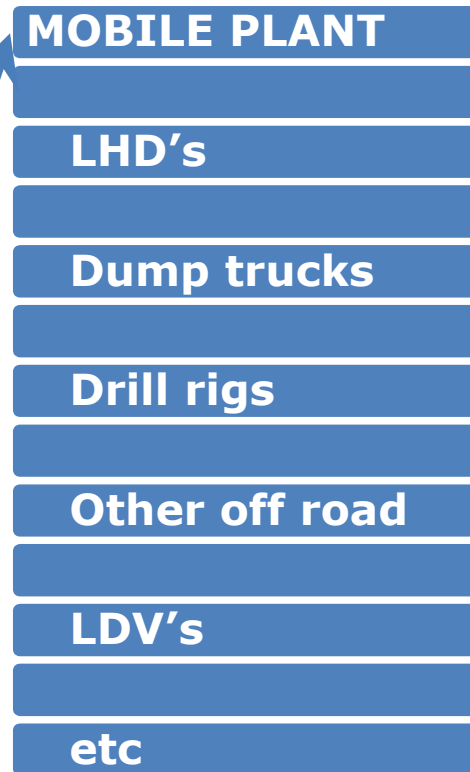 MOBILE PLANT
LHD’s
Dump trucks
Drill rigs
Other off road
LDV’s
etc